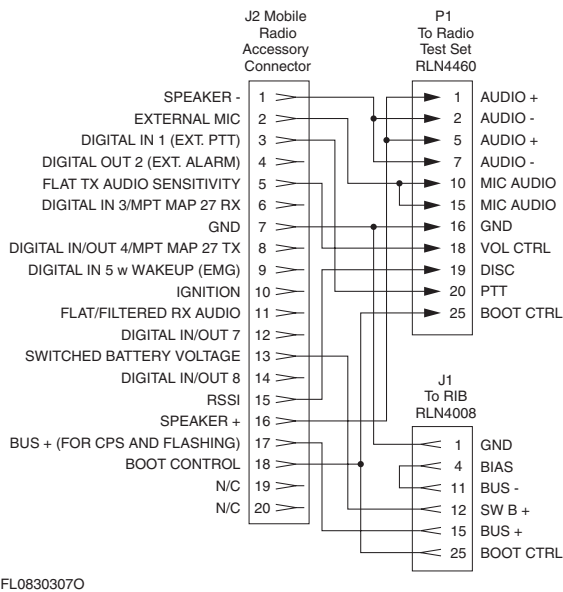 J2 Mobile
Radio
Accessory
Connector
P1
To Radio
Test Set
RLN4460
SPEAKER - 1
EXTERNAL MIC 2
DIGITAL IN 1 (EXT. PTT) 3
DIGITAL OUT 2 (EXT. ALARM) 4
FLAT TX AUDIO SENSITIVITY 5
DIGITAL IN 3/MPT MAP 27 RX 6
GND 7
DIGITAL IN/OUT 4/MPT MAP 27 TX 8
DIGITAL IN 5 w WAKEUP (EMG) 9
IGNITION 10
FLAT/FILTERED RX AUDIO 11
DIGITAL IN/OUT 7 12
SWITCHED BATTERY VOLTAGE 13
DIGITAL IN/OUT 8 14
RSSI 15
SPEAKER + 16
BUS + (FOR CPS AND FLASHING) 17
BOOT CONTROL 18
N/C 19
N/C 20
1 AUDIO +
2 AUDIO -
5 AUDIO +
7 AUDIO -
10 MIC AUDIO
15 MIC AUDIO
16 GND
18 VOL CTRL
19 DISC
20 PTT
25 BOOT CTRL
J1
To RIB
RLN4008
1 GND
4 BIAS
11 BUS -
12 SW B +
15 BUS +
25 BOOT CTRL
FL0830307O